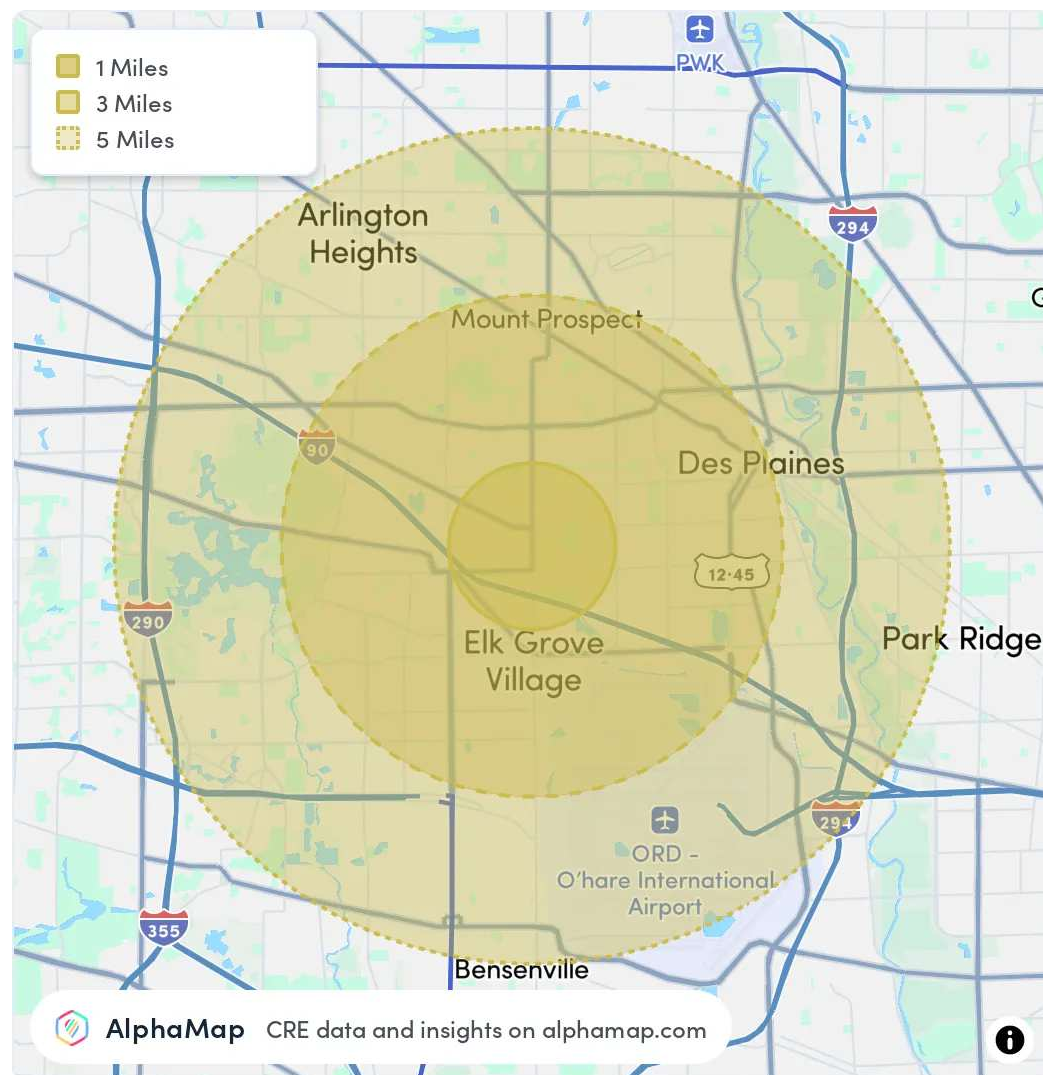 1 Miles
3 Miles
5 Miles
PWK
Arlington
Heights
294
G
Mount Prospect
90
Des Plaines
12·45
290
Elk Grove
Village
Park Ridge
294
ORD -
O'hare International
Airport
355
Bensenville
AlphaMap CRE data and insights on alphamap.com